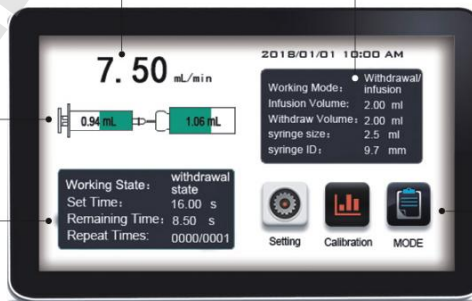 7.50 mL/min
0.94 mL
1.06 mL
2018/01/01 10:00 AM
Working Mode: Withdrawal/
infusion
Infusion Volume: 2.00 ml
Withdraw Volume: 2.00 ml
syringe size: 2.5 ml
syringe ID: 9.7 mm
Working State: withdrawal
state
Set Time: 16.00 s
Remaining Time: 8.50 s
Repeat Times: 0000/0001
Setting
Calibration
MODE